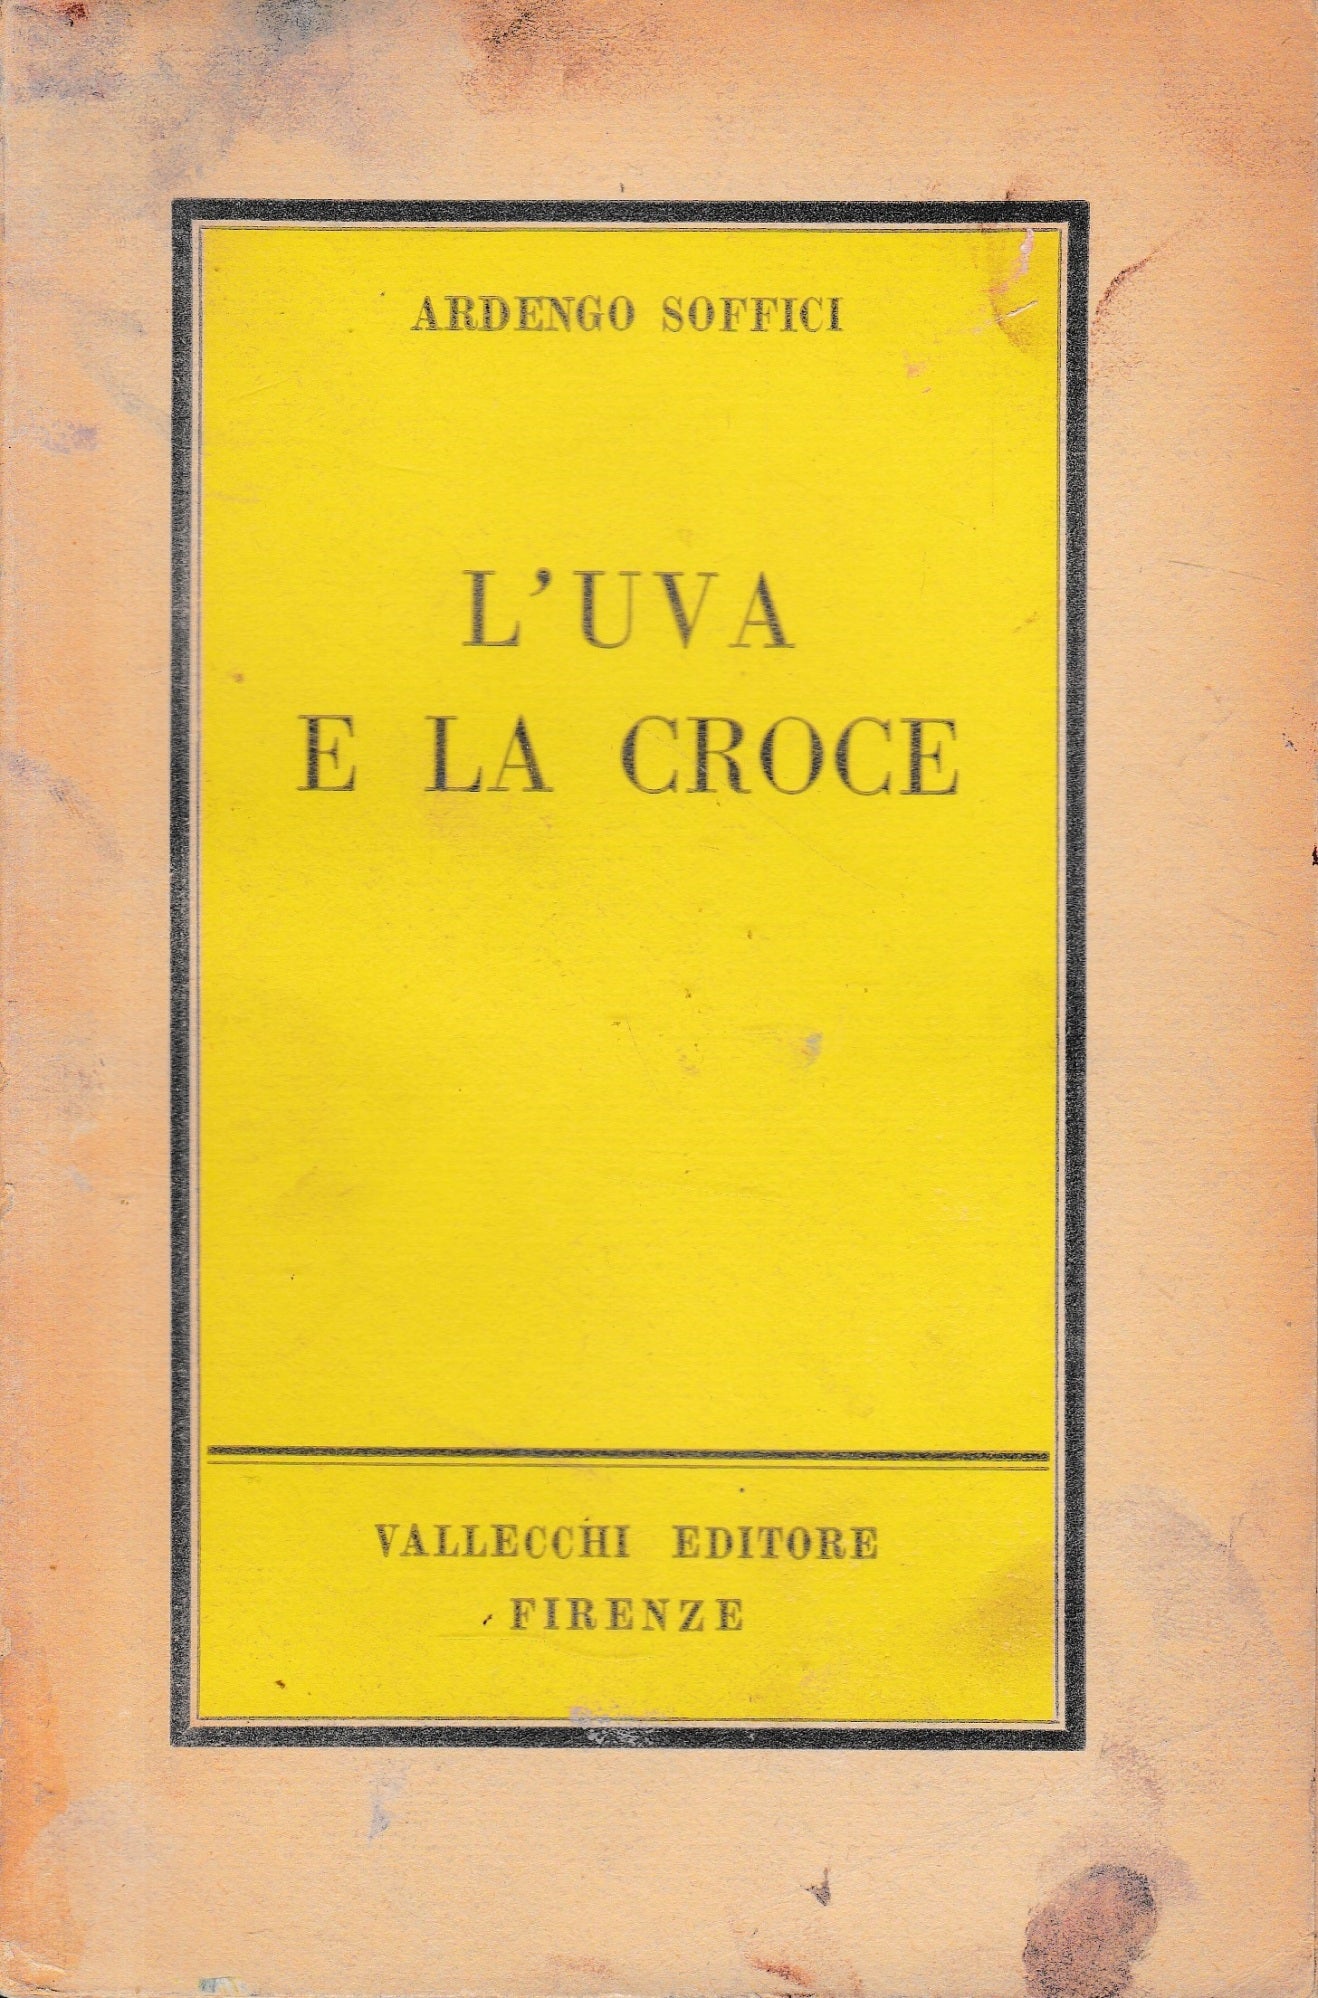 ARDENGO SOFFICI
L'UVA
E LA CROCE
VALLECCHI EDITORE
FIRENZE